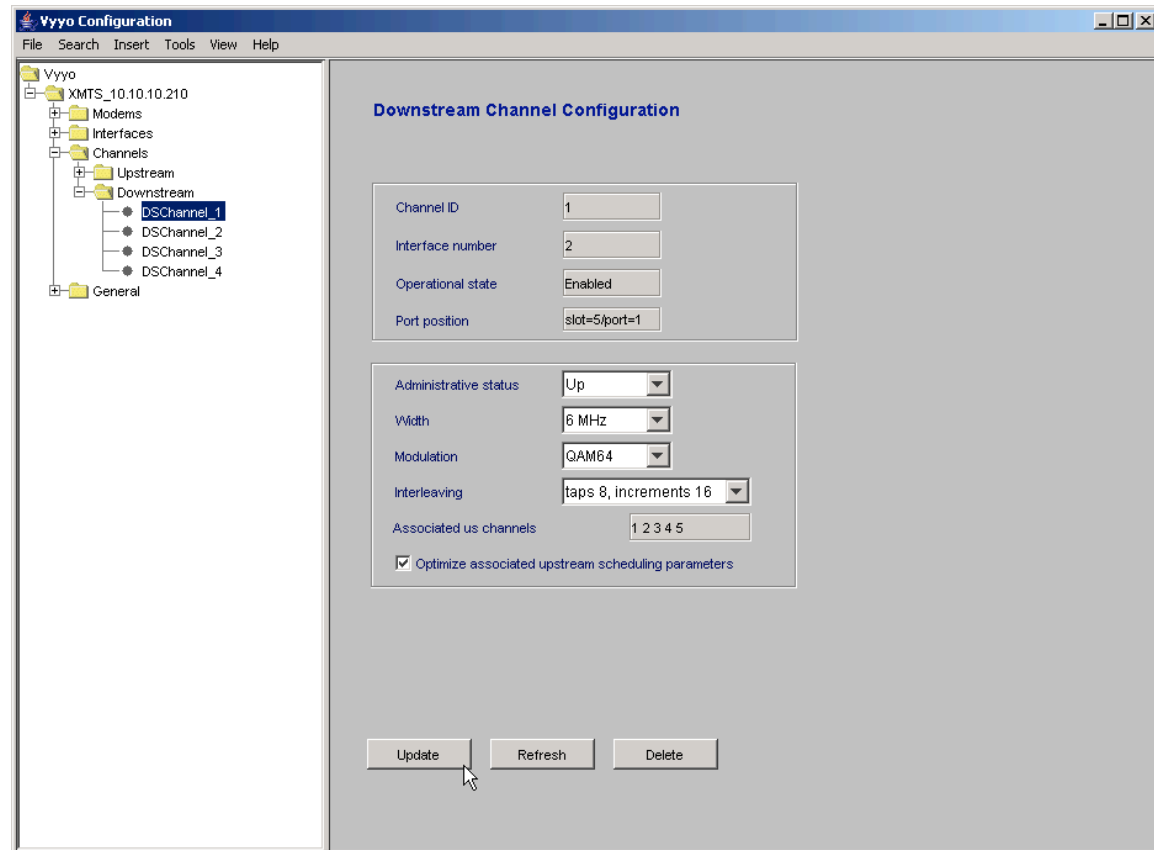 Vyyo Configuration
File Search Insert Tools View Help
Vyyo
XMTS_10.10.10.210
Modems
Interfaces
Channels
Upstream
Downstream
DSChannel_1
DSChannel_2
DSChannel_3
DSChannel_4
General
Downstream Channel Configuration
Channel ID 1
Interface number 2
Operational state Enabled
Port position slot=5/port=1
Administrative status Up
Width 6 MHz
Modulation QAM64
Interleaving taps 8, increments 16
Associated us channels 1 2 3 4 5
Optimize associated upstream scheduling parameters
Update Refresh Delete